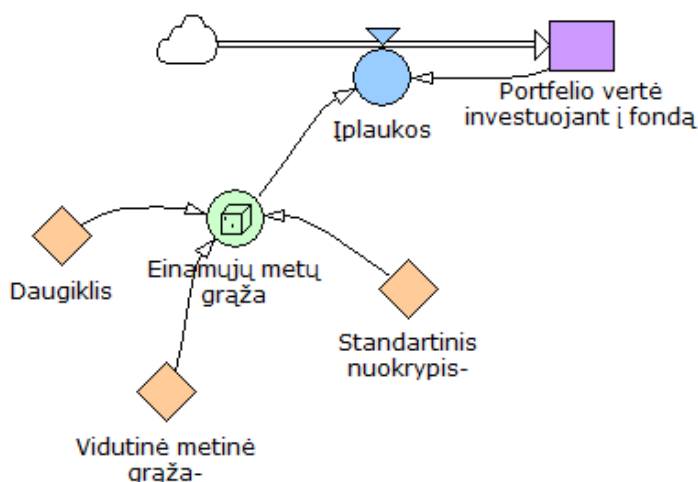 Portfelio vertė
investuojant į fondą
Įplaukos
Einamųjų metų
grąža
Daugiklis
Standartinis
nuokrypis-
Vidutinė metinė
grąža-